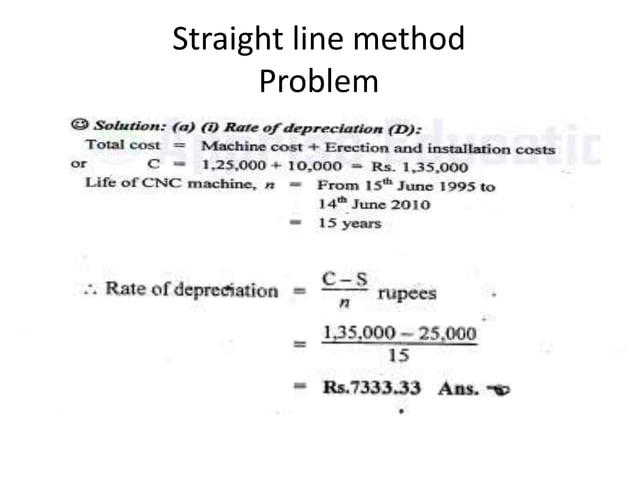 Straight line method
Problem
☺ Solution: (a) (i) Rate of depreciation (D):
Total cost = Machine cost + Erection and installation costs
or C = 1,25,000 + 10,000 = Rs. 1,35,000
Life of CNC machine, n = From 15th June 1995 to
14th June 2010
= 15 years
∴ Rate of depreciation = C – S / n rupees
= 1,35,000 – 25,000 / 15
= Rs.7333.33 Ans.